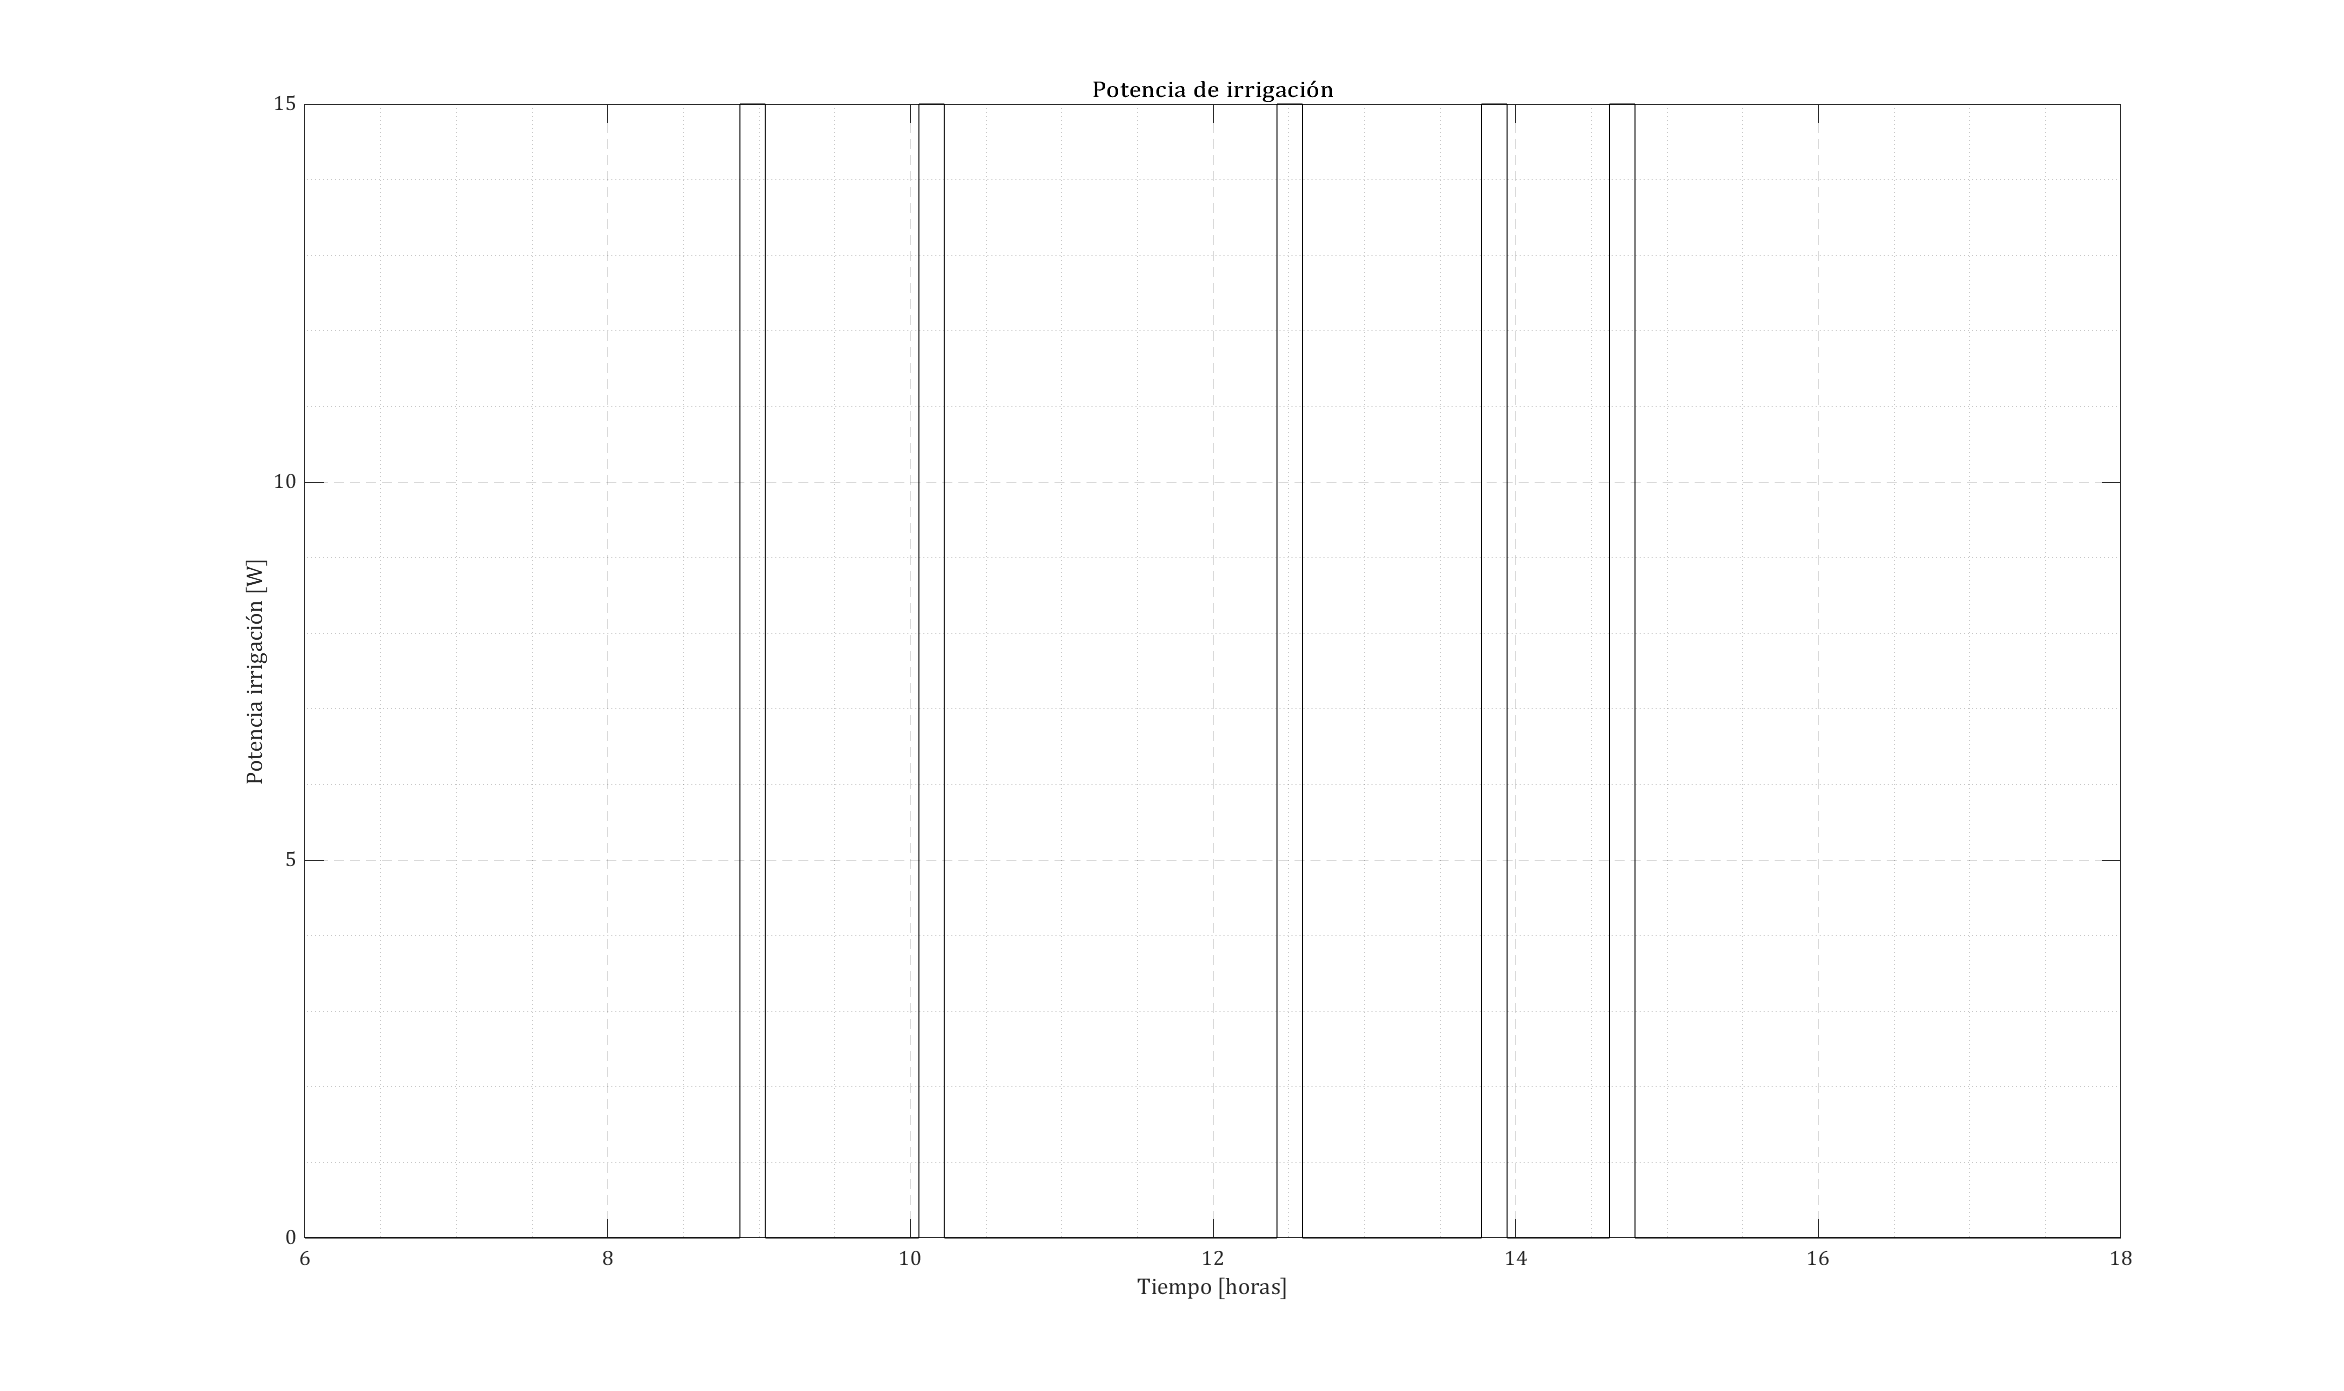 Potencia de irrigación
15
10
5
0
Potencia irrigación [W]
6 8 10 12 14 16 18
Tiempo [horas]